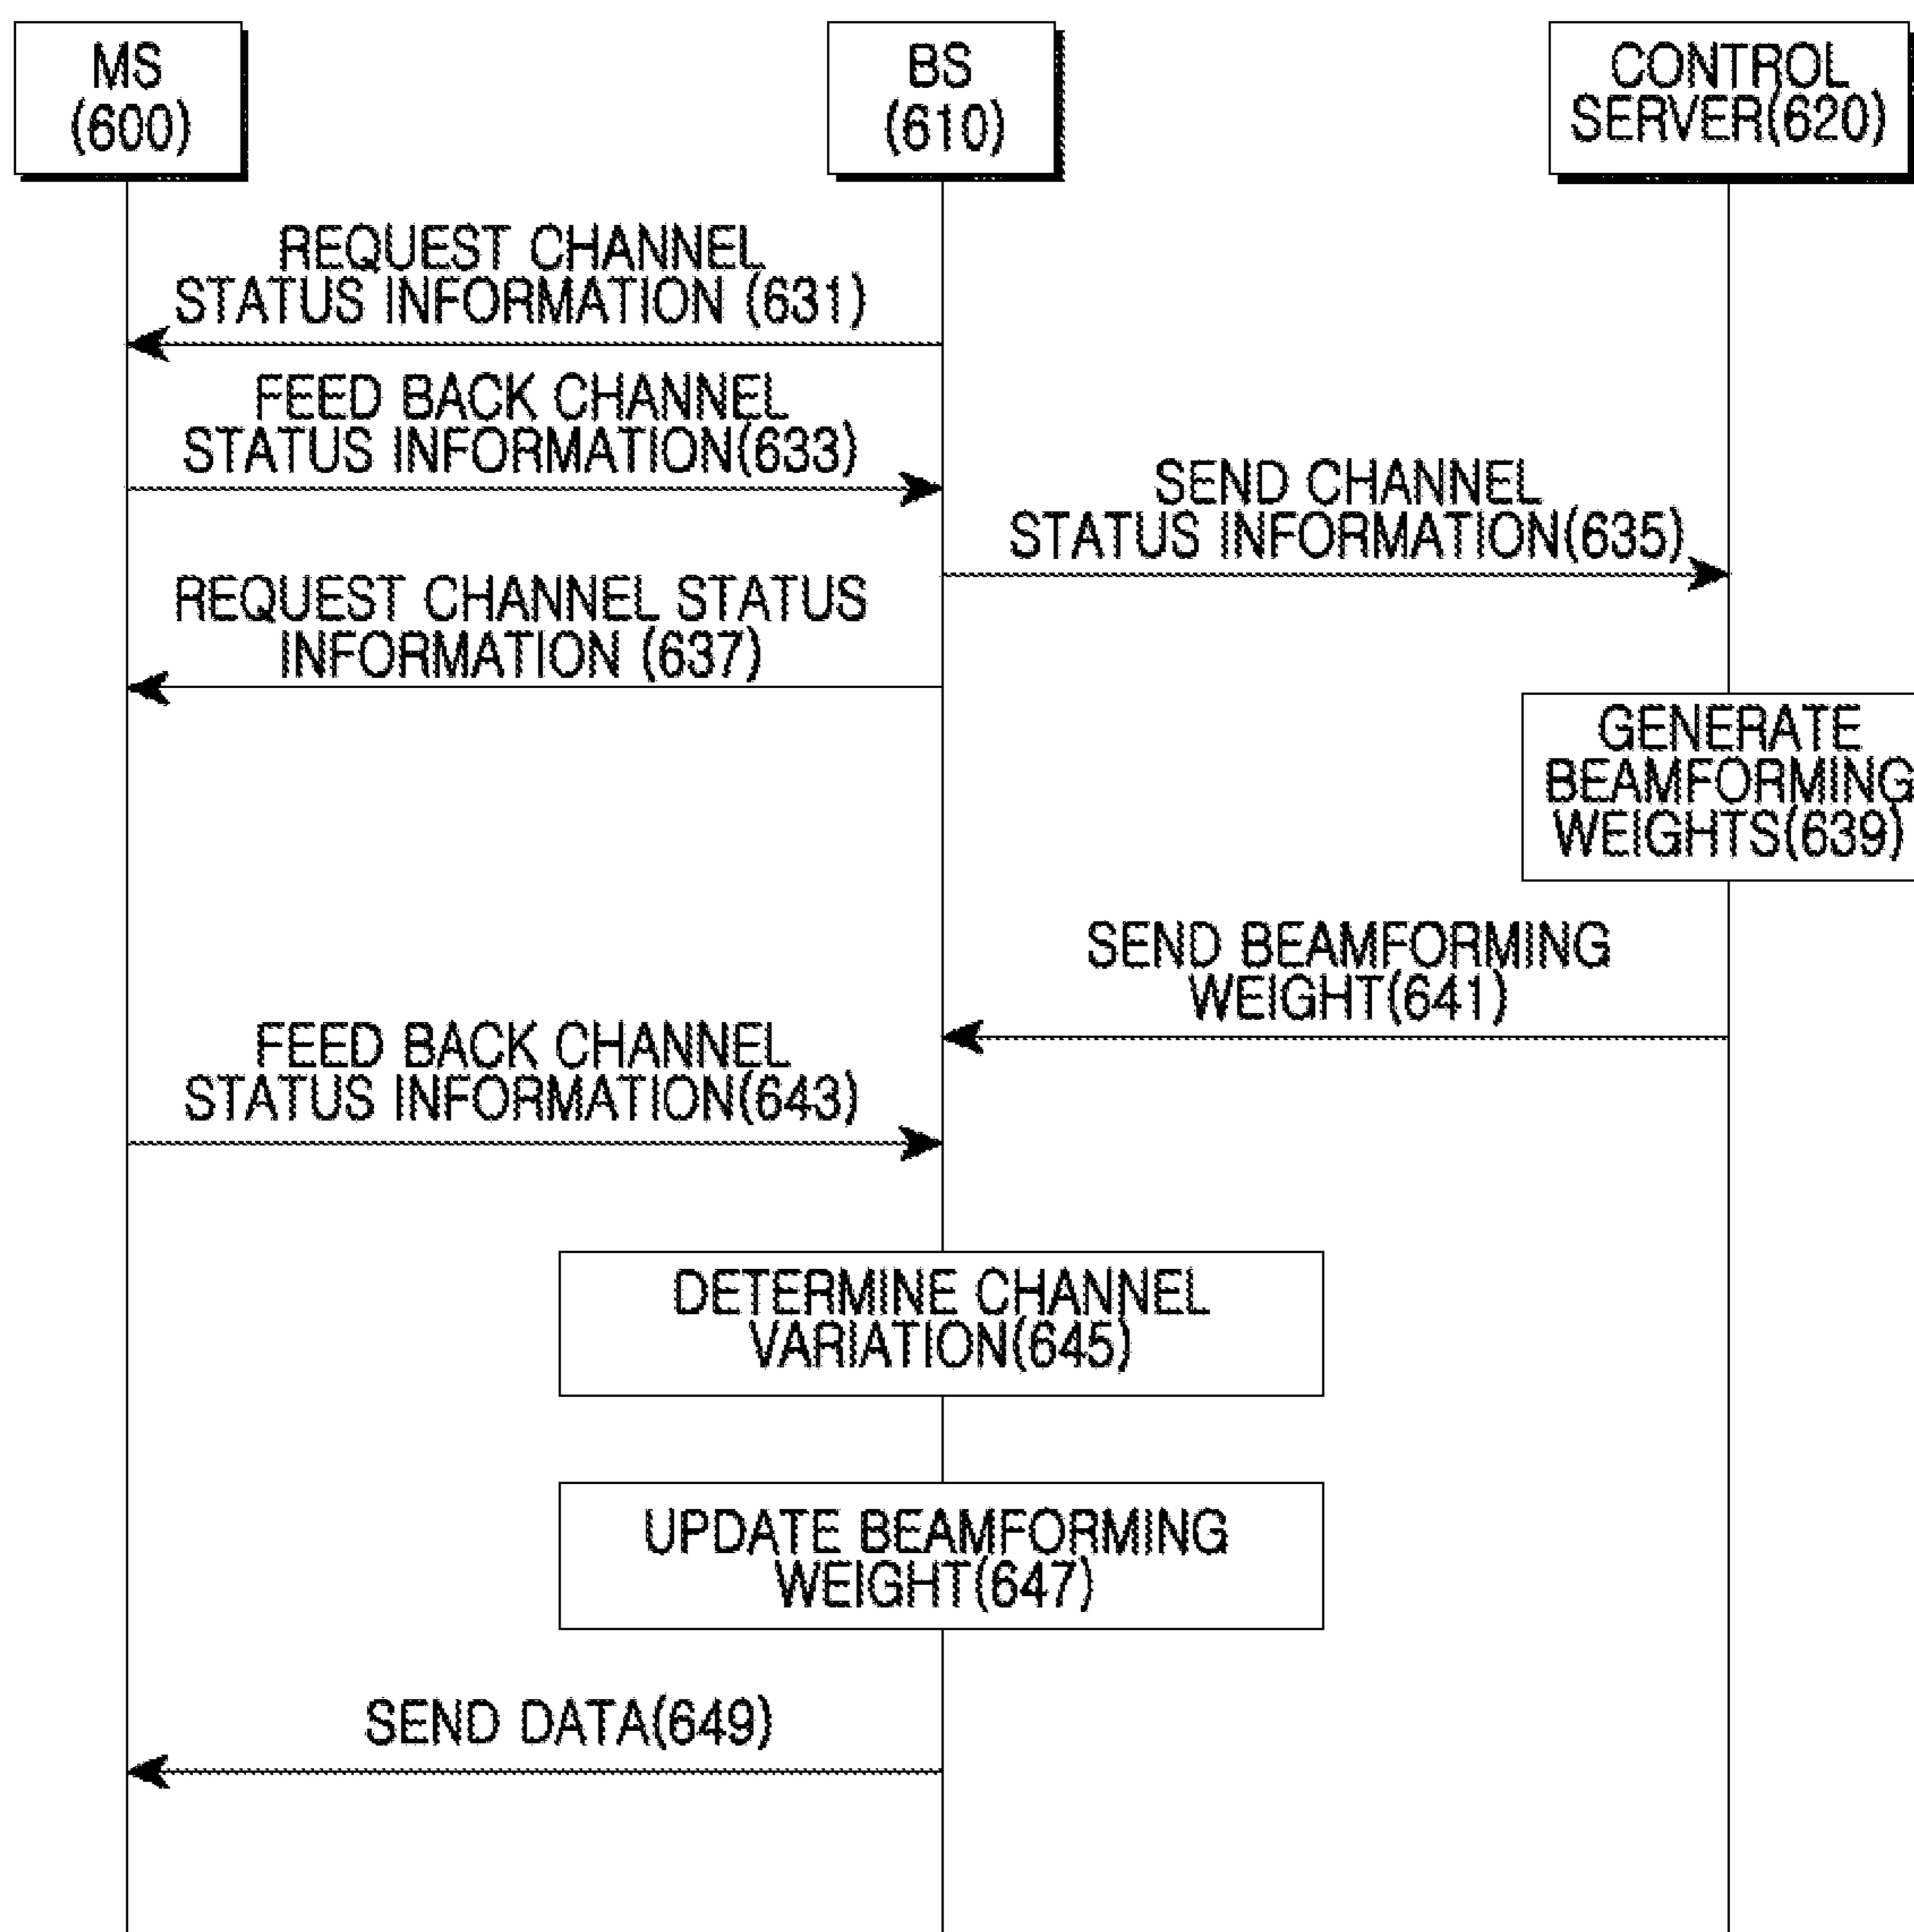 MS
(600)
BS
(610)
CONTROL
SERVER(620)
REQUEST CHANNEL
STATUS INFORMATION (631)
FEED BACK CHANNEL
STATUS INFORMATION(633)
SEND CHANNEL
STATUS INFORMATION(635)
REQUEST CHANNEL STATUS
INFORMATION (637)
GENERATE
BEAMFORMING
WEIGHTS(639)
SEND BEAMFORMING
WEIGHT(641)
FEED BACK CHANNEL
STATUS INFORMATION(643)
DETERMINE CHANNEL
VARIATION(645)
UPDATE BEAMFORMING
WEIGHT(647)
SEND DATA(649)